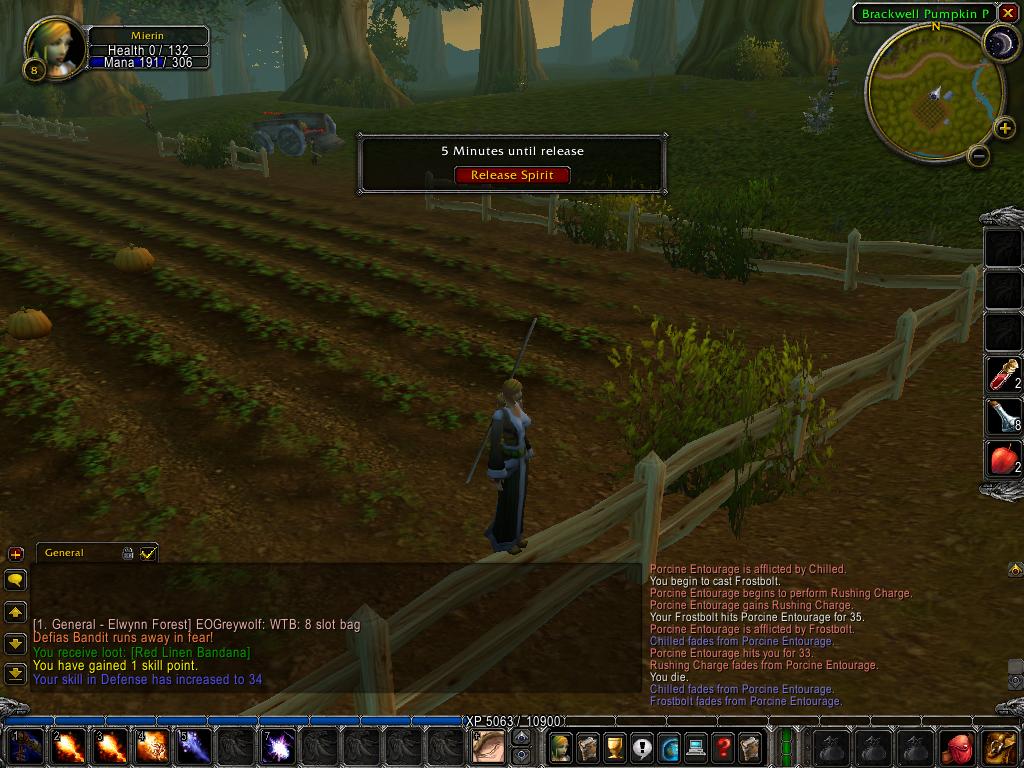 Mierin
Health 0 / 132
Mana 191 / 306
8
Brackwell Pumpkin P
N
5 Minutes until release
Release Spirit
2
8
2
General
[1. General - Elwynn Forest] EOGreywolf: WTB: 8 slot bag
Defias Bandit runs away in fear!
You receive loot: [Red Linen Bandana]
You have gained 1 skill point.
Your skill in Defense has increased to 34
Porcine Entourage is afflicted by Chilled.
You begin to cast Frostbolt.
Porcine Entourage begins to perform Rushing Charge.
Porcine Entourage gains Rushing Charge.
Your Frostbolt hits Porcine Entourage for 35.
Porcine Entourage is afflicted by Frostbolt.
Chilled fades from Porcine Entourage.
Porcine Entourage hits you for 33.
Rushing Charge fades from Porcine Entourage.
You die.
Chilled fades from Porcine Entourage.
Frostbolt fades from Porcine Entourage.
XP 5063 / 10900
1 2 3 4 5 7